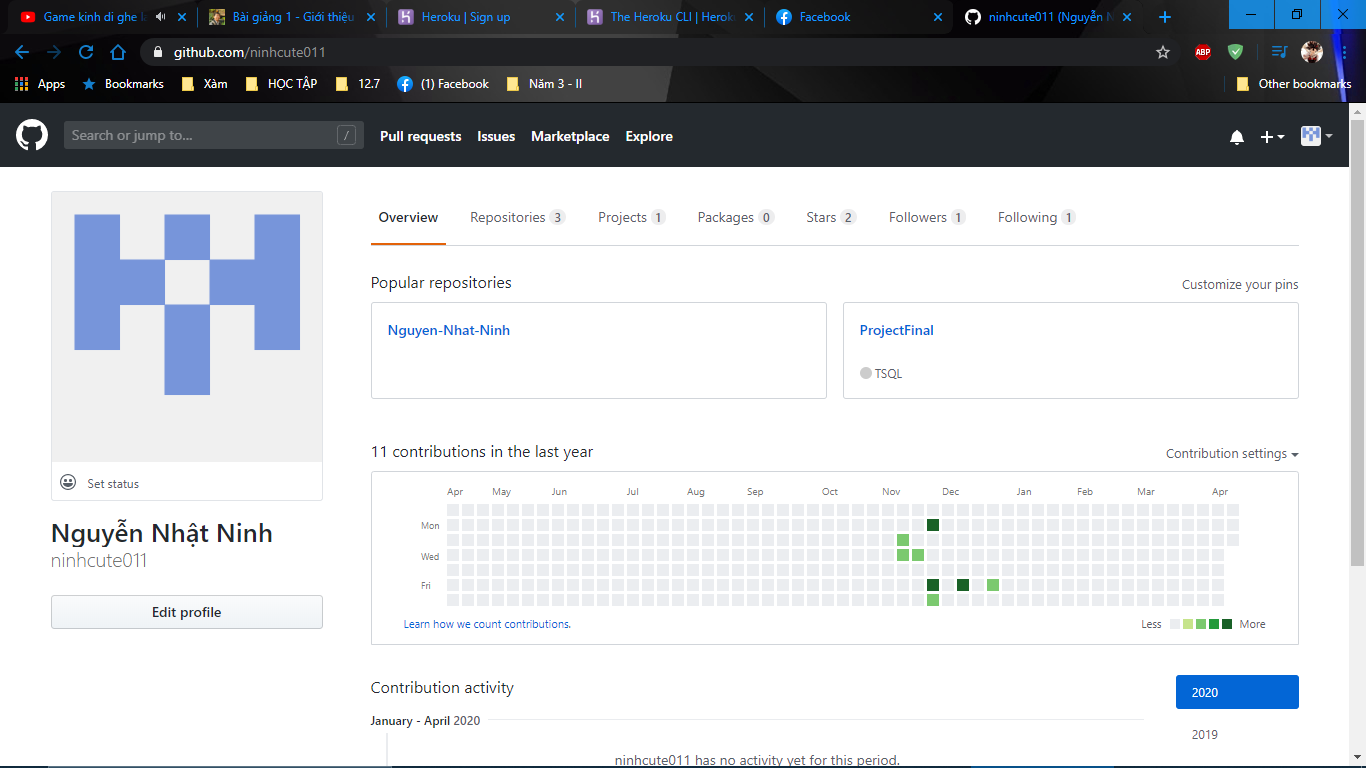 Game kinh di ghe
Bài giảng 1 - Giới thiệu
Heroku | Sign up
The Heroku CLI | Herok
Facebook
ninhcute011 (Nguyễn N
github.com/ninhcute011
ABP
Apps
Bookmarks
Xàm
HỌC TẬP
12.7
(1) Facebook
Năm 3 - II
Other bookmarks
Search or jump to...
/
Pull requests
Issues
Marketplace
Explore
Overview
Repositories 3
Projects 1
Packages 0
Stars 2
Followers 1
Following 1
Popular repositories
Customize your pins
Nguyen-Nhat-Ninh
ProjectFinal
TSQL
Set status
Nguyễn Nhật Ninh
ninhcute011
Edit profile
11 contributions in the last year
Contribution settings
Apr May Jun Jul Aug Sep Oct Nov Dec Jan Feb Mar Apr
Mon
Wed
Fri
Learn how we count contributions.
Less
More
Contribution activity
2020
January - April 2020
2019
ninhcute011 has no activity yet for this period.